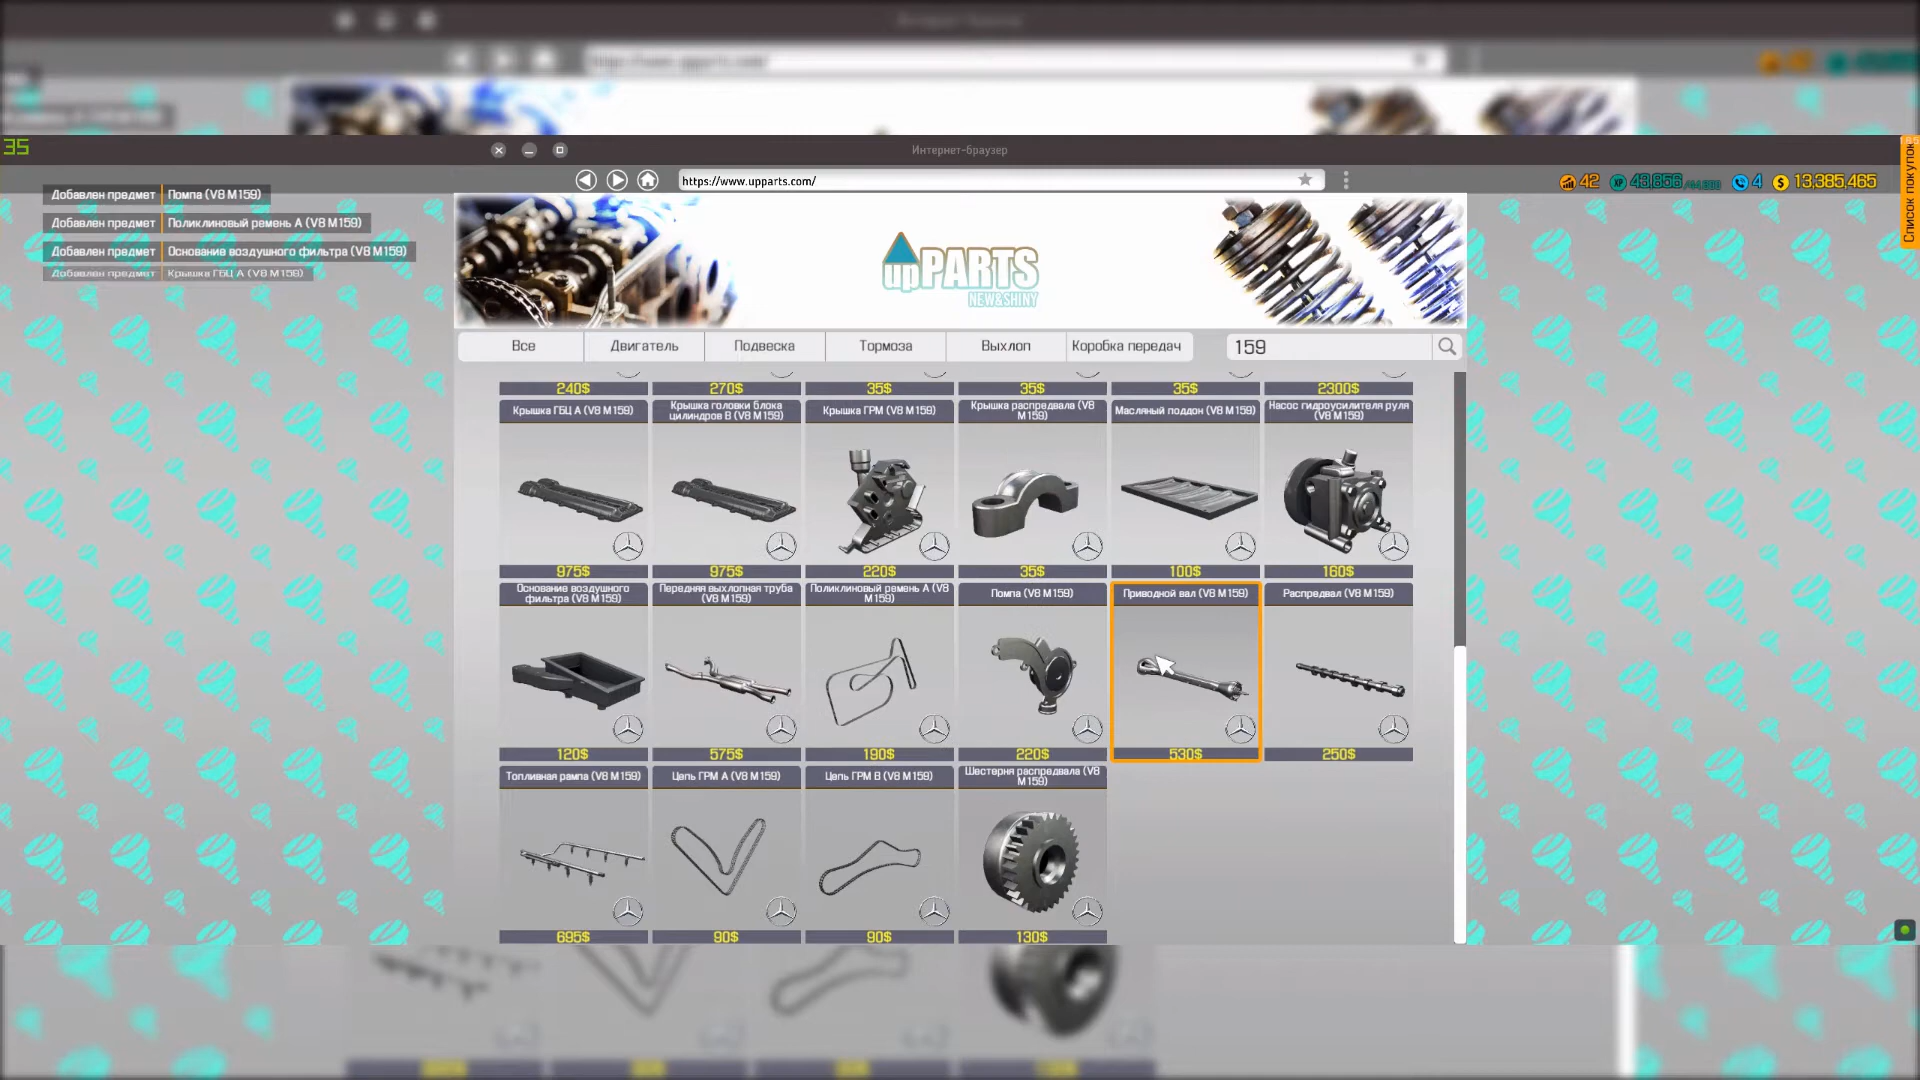 Интернет-браузер
35
https://www.upparts.com/
42
43,856
4
13,385,465
Список покупок
Добавлен предмет Помпа (V8 M159)
Добавлен предмет Поликлиновый ремень A (V8 M159)
Добавлен предмет Основание воздушного фильтра (V8 M159)
Добавлен предмет Крышка ГБЦ A (V8 M159)
upPARTS
NEW&SHINY
Все Двигатель Подвеска Тормоза Выхлоп Коробка передач 159
240$ 270$ 35$ 35$ 35$ 2300$
Крышка ГБЦ A (V8 M159)
Крышка головки блока
цилиндров B (V8 M159)
Крышка ГРМ (V8 M159)
Крышка распредвала (V8
M159)
Масляный поддон (V8 M159)
Насос гидроусилителя руля
(V8 M159)
975$ 975$ 220$ 35$ 100$ 160$
Основание воздушного
фильтра (V8 M159)
Передняя выхлопная труба
(V8 M159)
Поликлиновый ремень A (V8
M159)
Помпа (V8 M159)
Приводной вал (V8 M159)
Распредвал (V8 M159)
120$ 575$ 190$ 220$ 530$ 250$
Топливная рампа (V8 M159)
Цепь ГРМ A (V8 M159)
Цепь ГРМ B (V8 M159)
Шестерня распредвала (V8
M159)
695$ 90$ 90$ 130$